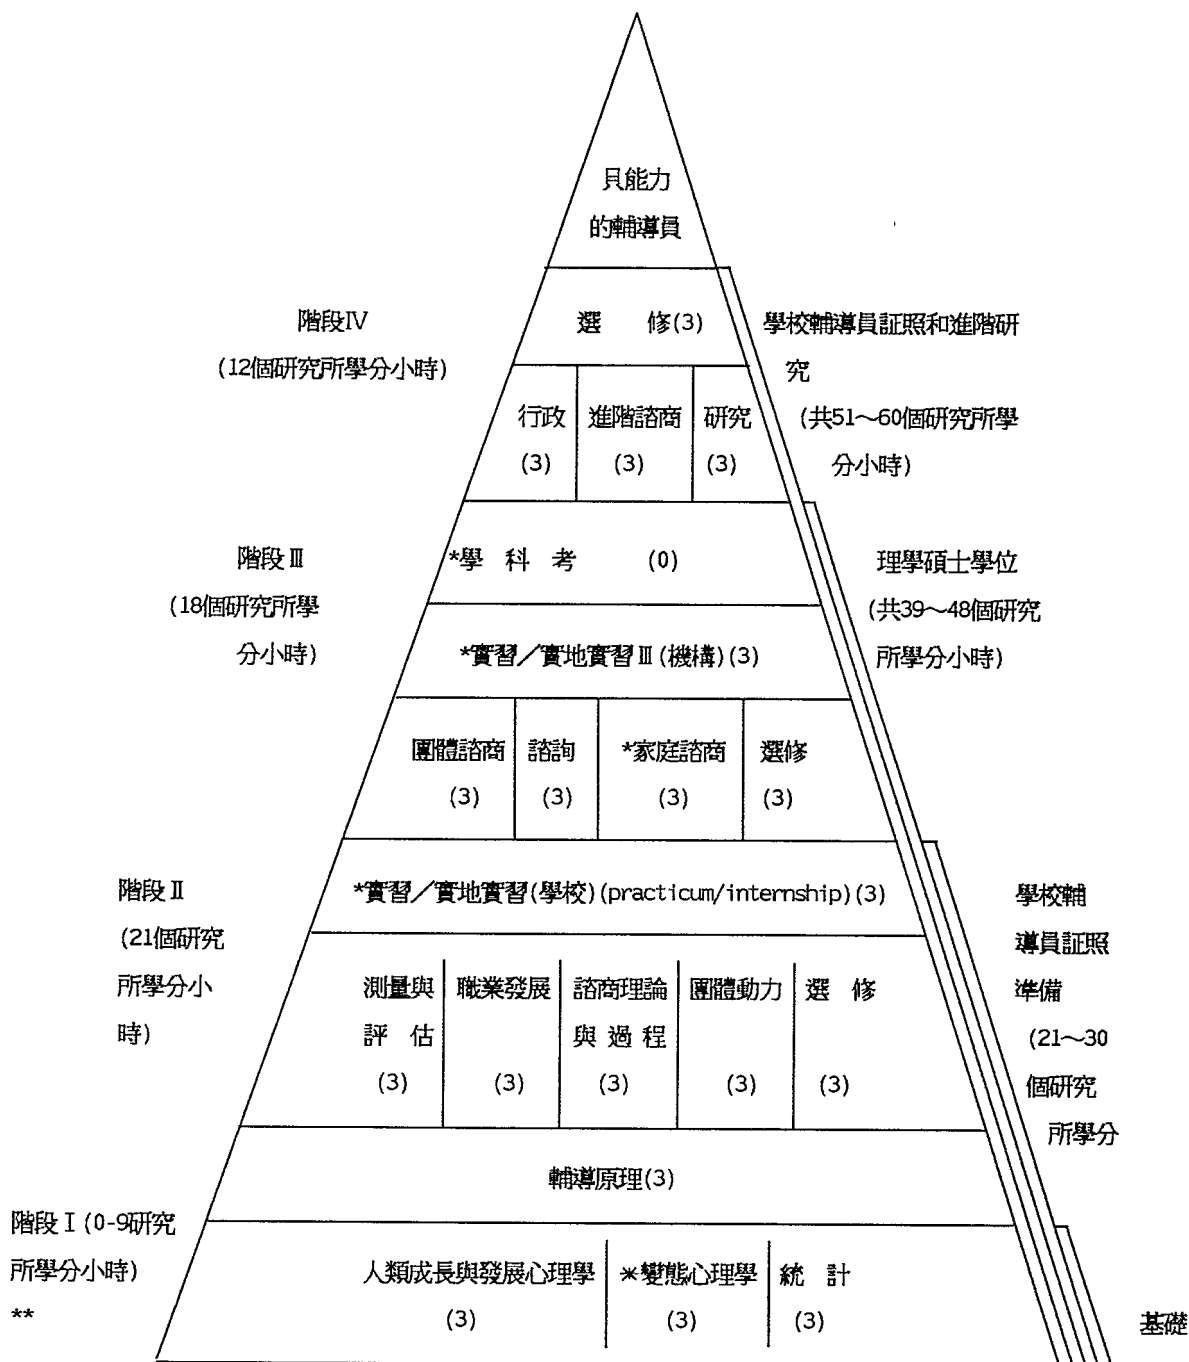 具能力
的輔導員
階段Ⅳ
(12個研究所學分小時)
選 修(3)
學校輔導員証照和進階研
究
(共51～60個研究所學
分小時)
行政
(3)
進階諮商
(3)
研究
(3)
階段Ⅲ
(18個研究所學
分小時)
*學 科 考 (0)
理學碩士學位
(共39～48個研究
所學分小時)
*實習／實地實習Ⅲ(機構)(3)
團體諮商
(3)
諮詢
(3)
*家庭諮商
(3)
選修
(3)
階段Ⅱ
(21個研究
所學分小
時)
*實習／實地實習(學校)(practicum/internship)(3)
學校輔
導員証照
準備
(21～30
個研究
所學分
測量與
評 估
(3)
職業發展
(3)
諮商理論
與 過 程
(3)
團體動力
(3)
選 修
(3)
輔導原理(3)
階段Ⅰ(0-9研究
所學分小時)
**
人類成長與發展心理學
(3)
*變態心理學
(3)
統 計
(3)
基礎